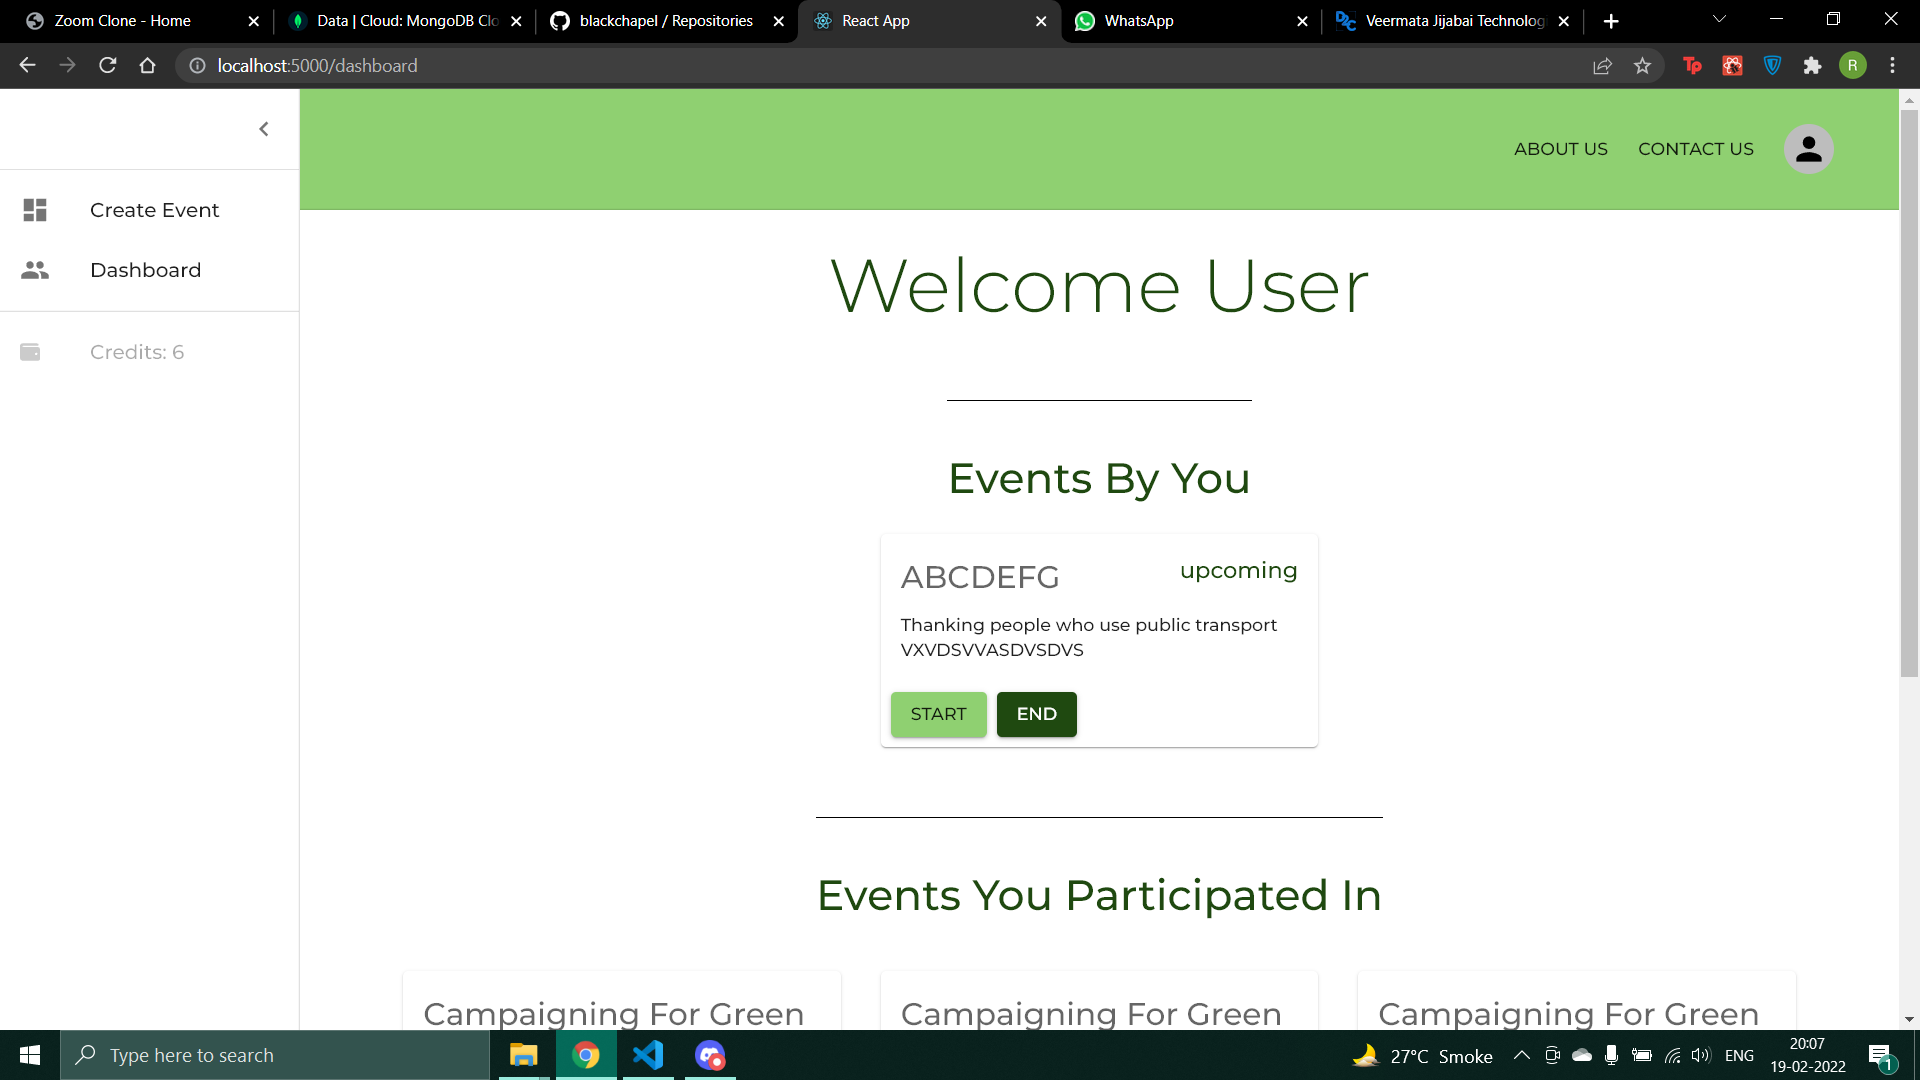 Zoom Clone - Home
Data | Cloud: MongoDB Clo
blackchapel / Repositories
React App
WhatsApp
Veermata Jijabai Technologi
localhost:5000/dashboard
R
ABOUT US
CONTACT US
Create Event
Dashboard
Credits: 6
Welcome User
Events By You
ABCDEFG
upcoming
Thanking people who use public transport
VXVDSVVASDVSDVS
START
END
Events You Participated In
Campaigning For Green
Campaigning For Green
Campaigning For Green
Type here to search
27°C Smoke
ENG
20:07
19-02-2022
1